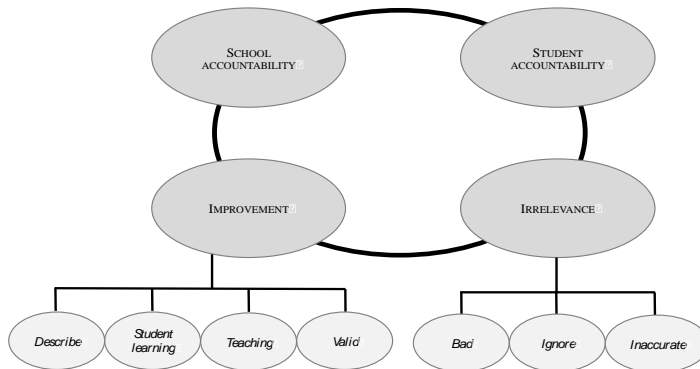 SCHOOL
ACCOUNTABILITY
STUDENT
ACCOUNTABILITY
IMPROVEMENT
IRRELEVANCE
Describe
Student
learning
Teaching
Valid
Bad
Ignore
Inaccurate